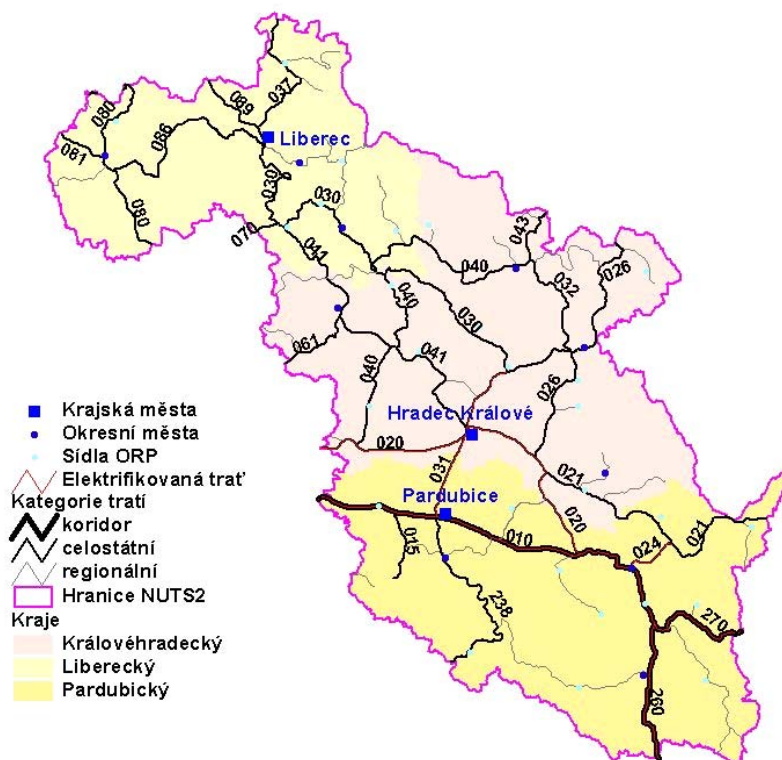 037
089
080
086
Liberec
081
030
080
030
070
041
043
040
026
032
040
030
061
041
040
026
Hradec Králové
020
031
021
Pardubice
020
010
015
024
021
238
270
260
Krajská města
Okresní města
Sídla ORP
Elektrifikovaná trať
Kategorie tratí
koridor
celostátní
regionální
Hranice NUTS2
Kraje
Královéhradecký
Liberecký
Pardubický